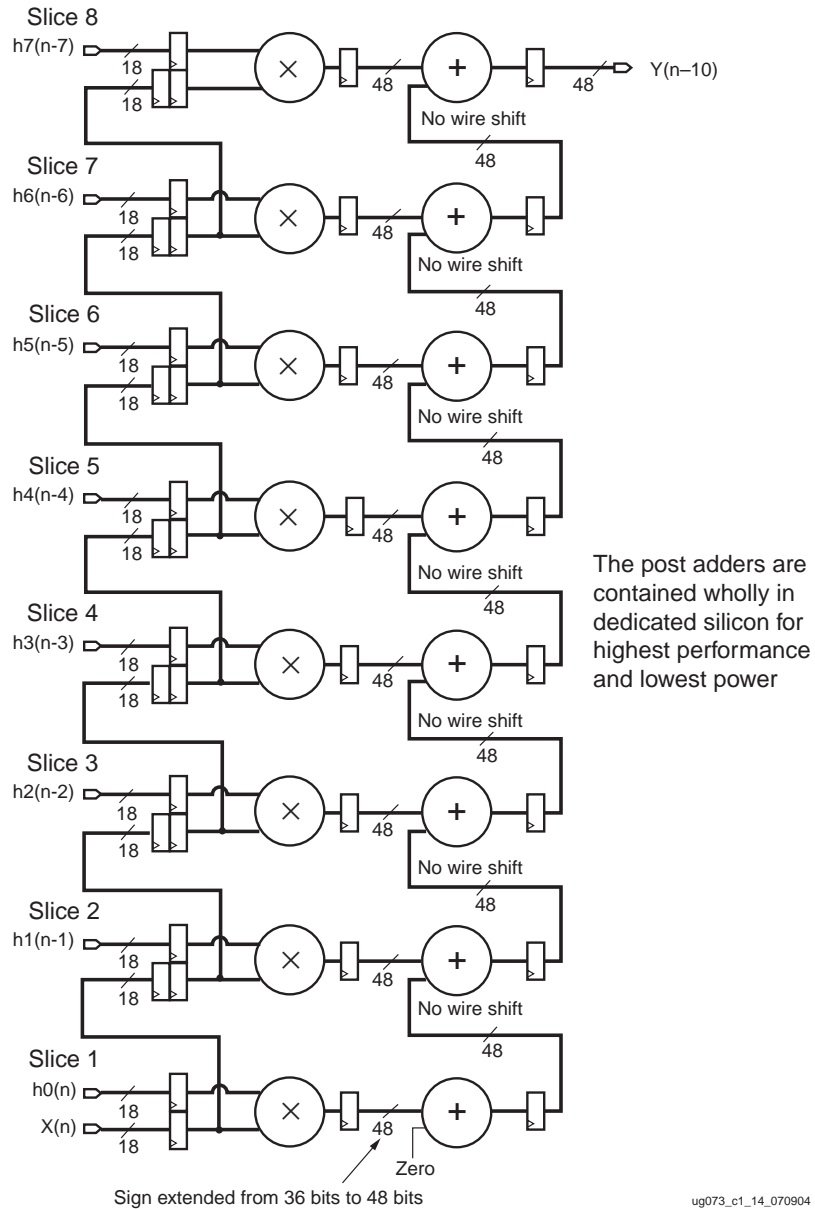 Slice 8
h7(n-7)
18
18
×
48
+
48
Y(n–10)
No wire shift
48
Slice 7
h6(n-6)
18
18
×
48
+
No wire shift
48
Slice 6
h5(n-5)
18
18
×
48
+
No wire shift
48
Slice 5
h4(n-4)
18
18
×
48
+
No wire shift
48
The post adders are
contained wholly in
dedicated silicon for
highest performance
and lowest power
Slice 4
h3(n-3)
18
18
×
48
+
No wire shift
48
Slice 3
h2(n-2)
18
18
×
48
+
No wire shift
48
Slice 2
h1(n-1)
18
18
×
48
+
No wire shift
48
Slice 1
h0(n)
18
X(n)
18
×
48
+
Zero
Sign extended from 36 bits to 48 bits
ug073_c1_14_070904